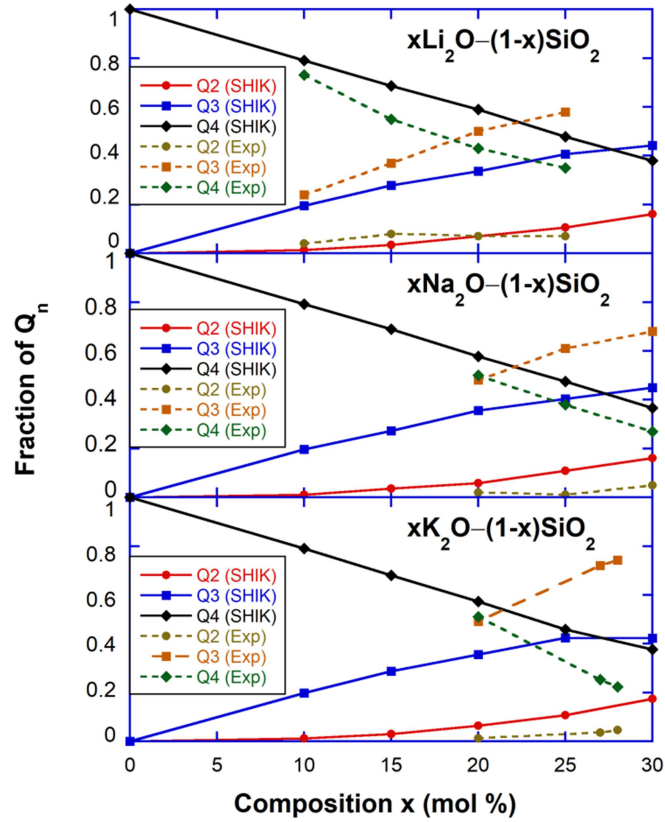 Fraction of Qn
1
0.8
0.6
0.4
0.2
0
xLi2O–(1-x)SiO2
Q2 (SHIK)
Q3 (SHIK)
Q4 (SHIK)
Q2 (Exp)
Q3 (Exp)
Q4 (Exp)
1
0.8
0.6
0.4
0.2
0
xNa2O–(1-x)SiO2
Q2 (SHIK)
Q3 (SHIK)
Q4 (SHIK)
Q2 (Exp)
Q3 (Exp)
Q4 (Exp)
1
0.8
0.6
0.4
0.2
0
xK2O–(1-x)SiO2
Q2 (SHIK)
Q3 (SHIK)
Q4 (SHIK)
Q2 (Exp)
Q3 (Exp)
Q4 (Exp)
0 5 10 15 20 25 30
Composition x (mol %)